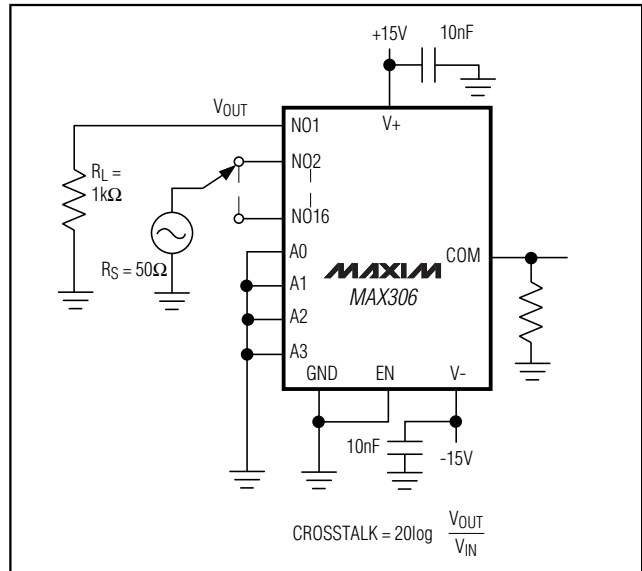 +15V
10nF
VOUT
V+
NO1
RL =
1kΩ
NO2
NO16
RS = 50Ω
A0
COM
MAXIM
A1
MAX306
A2
A3
GND
EN
V-
10nF
-15V
CROSSTALK = 20log VOUT
VIN